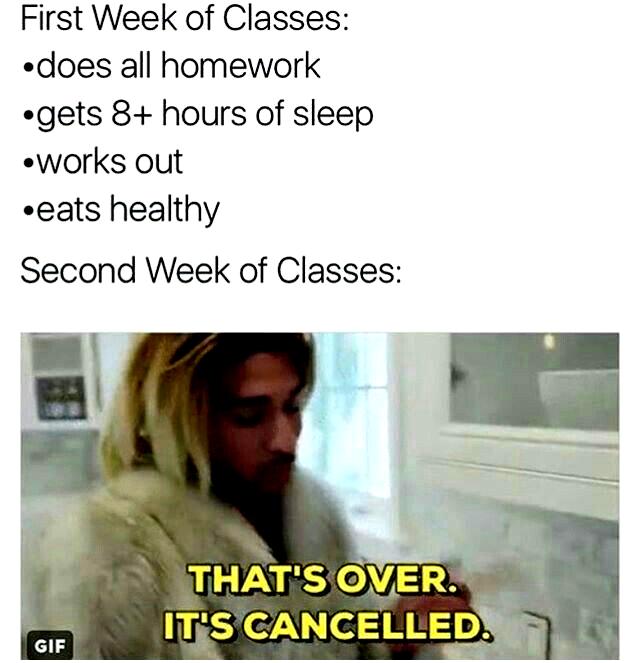 First Week of Classes:
•does all homework
•gets 8+ hours of sleep
•works out
•eats healthy
Second Week of Classes:
THAT'S OVER.
IT'S CANCELLED.
GIF